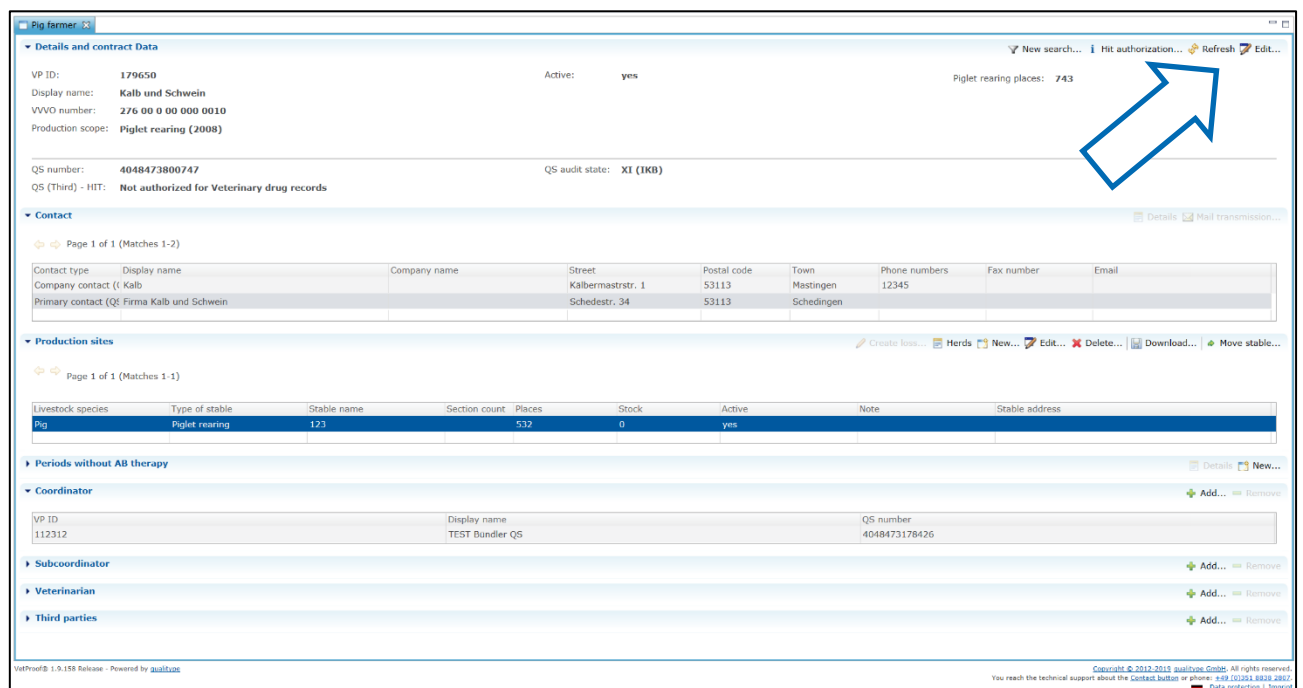 Pig farmer
Details and contract Data New search... Hit authorization... Refresh Edit...
VP ID: 179650 Active: yes Piglet rearing places: 743
Display name: Kalb und Schwein
VVVO number: 276 00 0 00 000 0010
Production scope: Piglet rearing (2008)
QS number: 4048473800747 QS audit state: XI (IKB)
QS (Third) - HIT: Not authorized for Veterinary drug records
Contact Details Mail transmission...
Page 1 of 1 (Matches 1-2)
Contact type Display name Company name Street Postal code Town Phone numbers Fax number Email
Company contact (( Kalb Kälbermastrstr. 1 53113 Mastingen 12345
Primary contact (QS Firma Kalb und Schwein Schedestr. 34 53113 Schedingen
Production sites Create loss... Herds New... Edit... Delete... Download... Move stable...
Page 1 of 1 (Matches 1-1)
Livestock species Type of stable Stable name Section count Places Stock Active Note Stable address
Pig Piglet rearing 123 532 0 yes
Periods without AB therapy Details New...
Coordinator Add... Remove
VP ID Display name QS number
112312 TEST Bündler QS 4048473178426
Subcoordinator Add... Remove
Veterinarian Add... Remove
Third parties Add... Remove
VetProof® 1.9.158 Release - Powered by qualitype Copyright © 2012-2019 qualitype GmbH. All rights reserved.
You reach the technical support about the Contact button or phone: +49 (0)351 8838 2807.
Data protection | Imprint